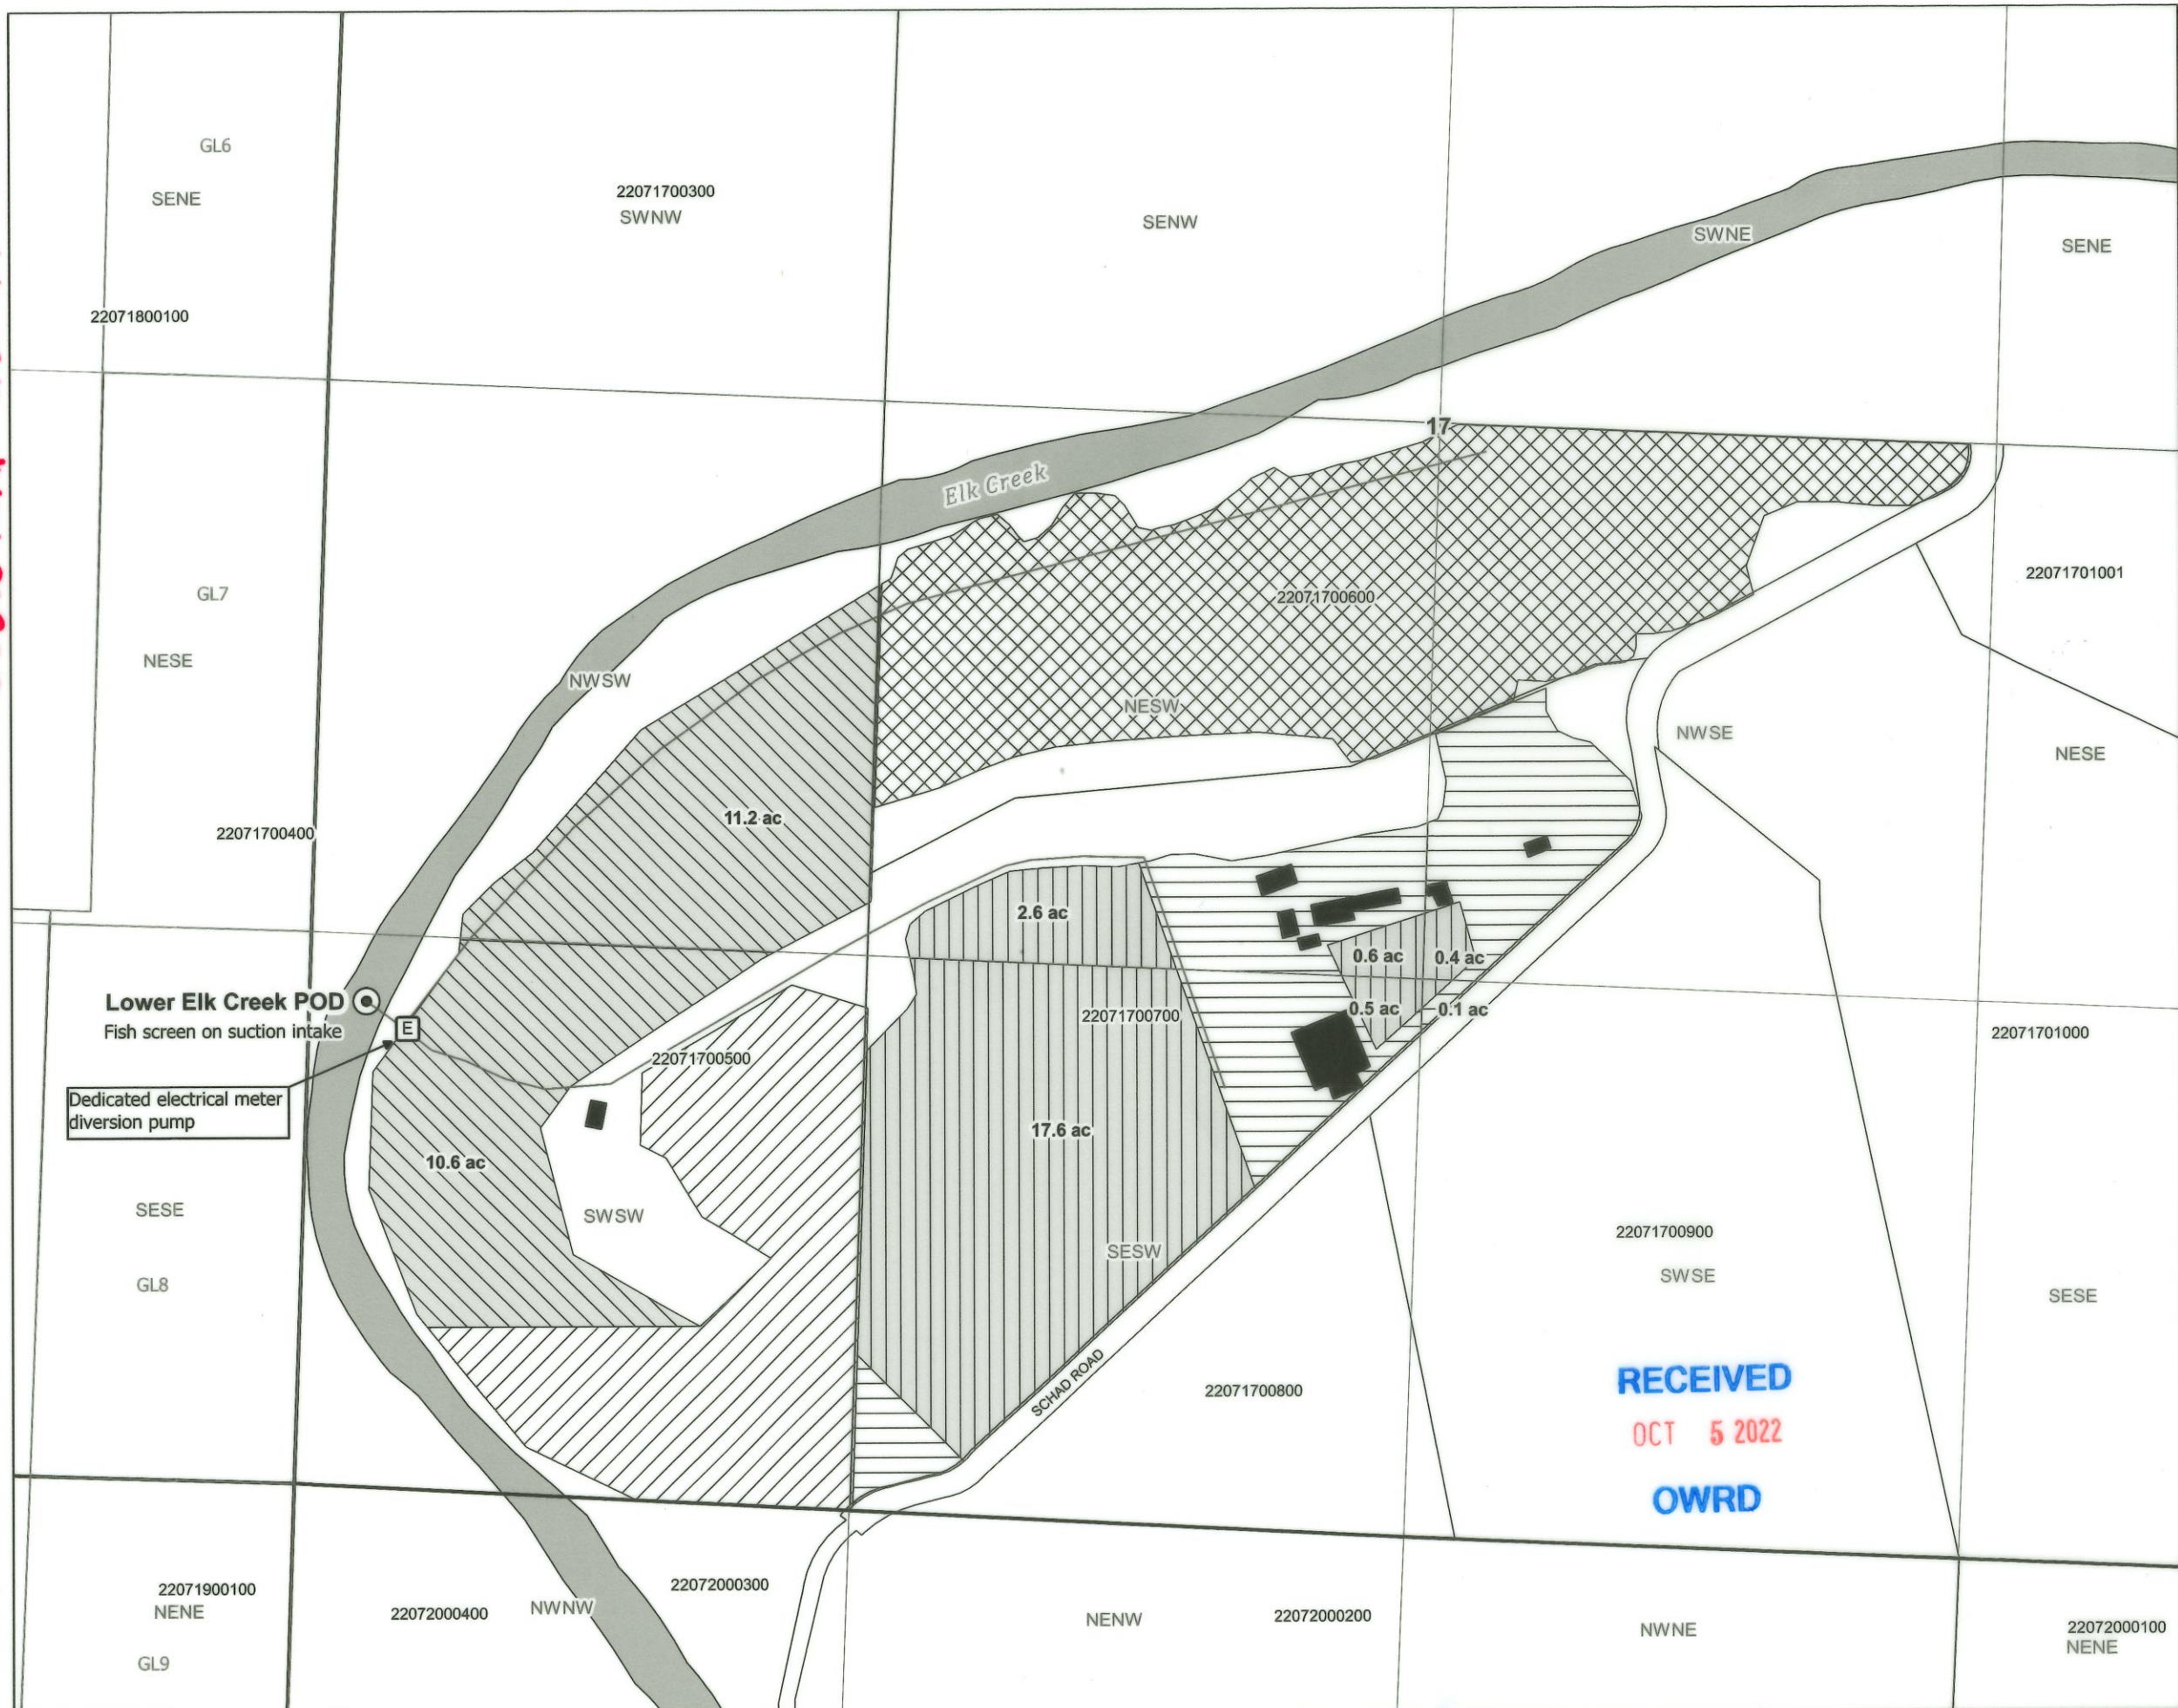 GL6
SENE
22071700300
SWNW
SENW
SWNE
SENE
22071800100
17
Elk Creek
22071701001
GL7
22071700600
NESE
NWSW
NESW
NWSE
NESE
11.2 ac
22071700400
2.6 ac
0.6 ac
0.4 ac
Lower Elk Creek POD
E
Fish screen on suction intake
0.5 ac
0.1 ac
22071700700
22071701000
22071700500
Dedicated electrical meter
diversion pump
17.6 ac
10.6 ac
SESE
SWSW
22071700900
SESW
SWSE
GL8
SESE
SCHAD ROAD
22071700800
RECEIVED
OCT 5 2022
OWRD
22071900100
NENE
22072000400
NWNW
22072000300
NENW
22072000200
NWNE
22072000100
NENE
GL9